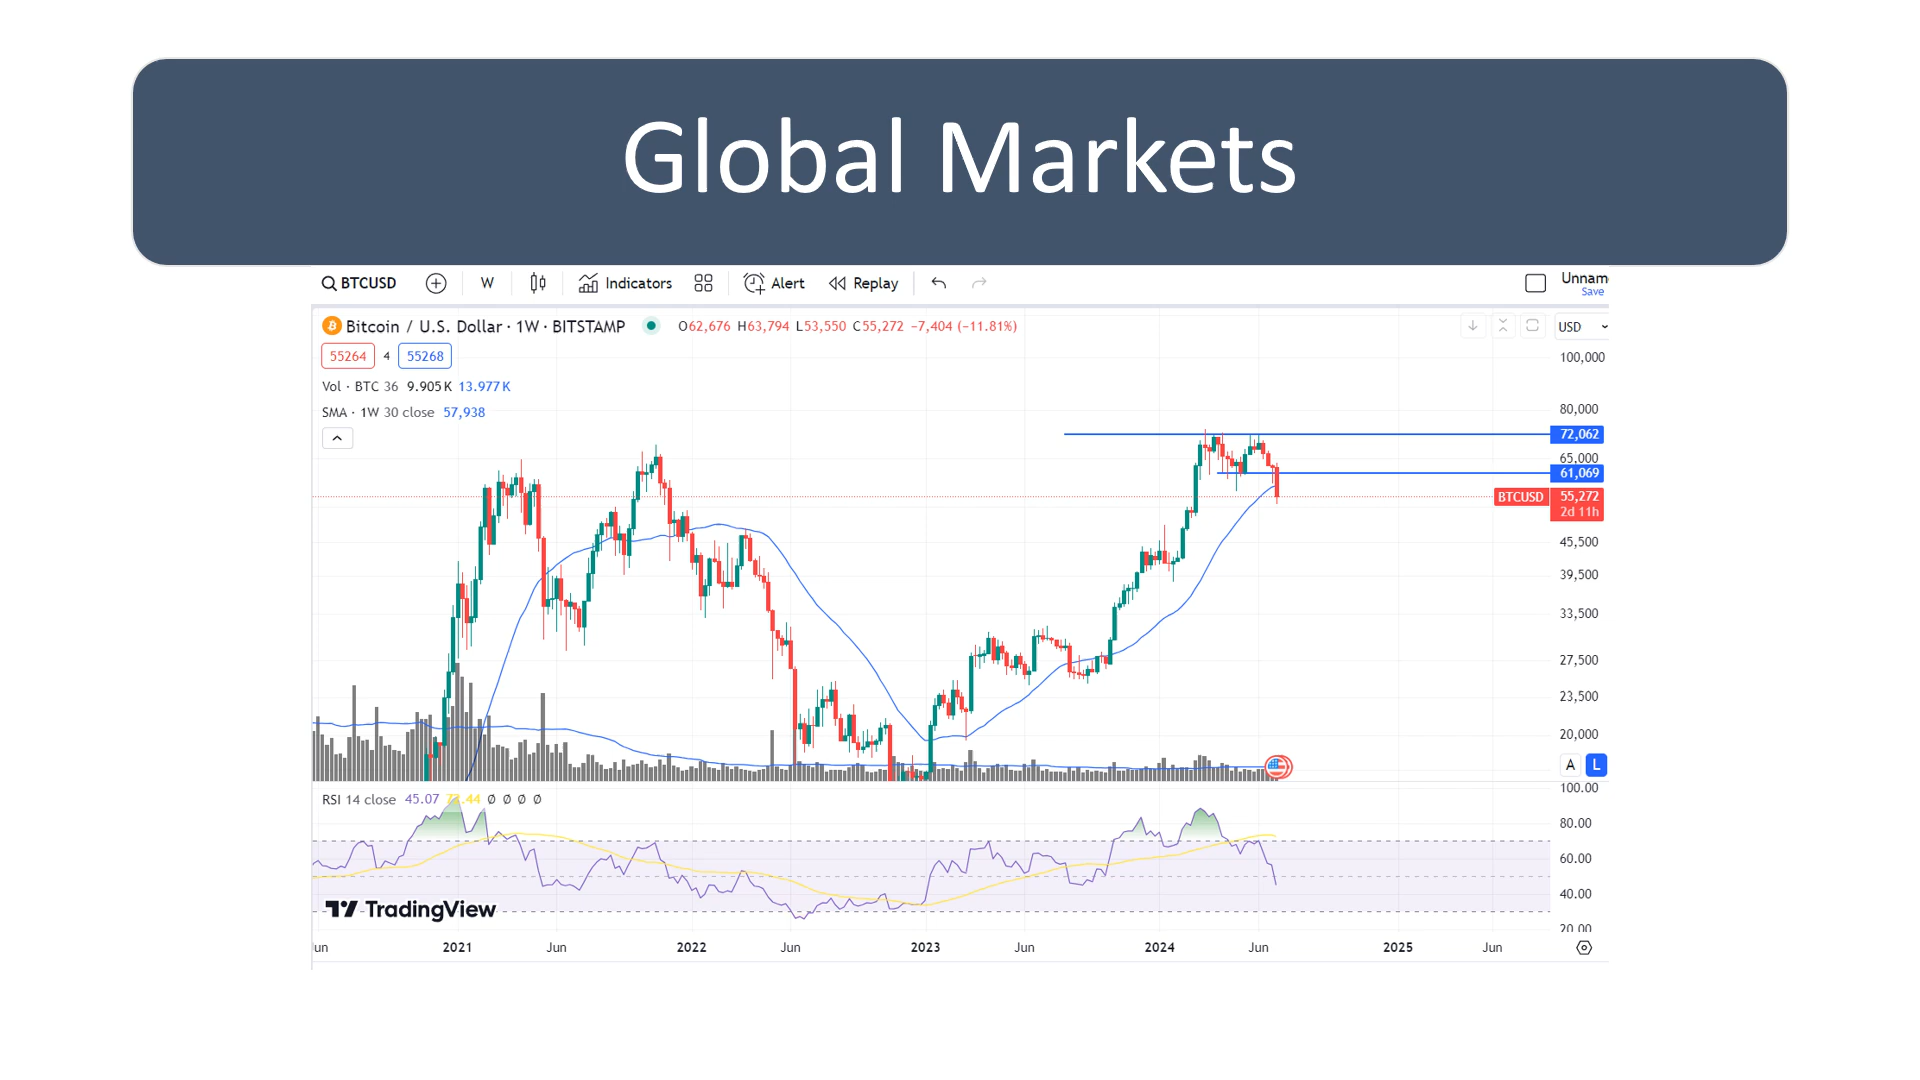 Global Markets
BTCUSD W Indicators Alert Replay Unnam
Save
Bitcoin / U.S. Dollar · 1W · BITSTAMP O62,676 H63,794 L53,550 C55,272 −7,404 (−11.81%) USD
55264 4 55268
100,000
Vol · BTC 36 9.905K 13.977K
SMA · 1W 30 close 57,938
80,000
72,062
65,000
61,069
BTCUSD 55,272
2d 11h
45,500
39,500
33,500
27,500
23,500
20,000
A L
100.00
RSI 14 close 45.07 Ø Ø Ø Ø
80.00
60.00
40.00
TradingView
20.00
2021 Jun 2022 Jun 2023 Jun 2024 Jun 2025 Jun